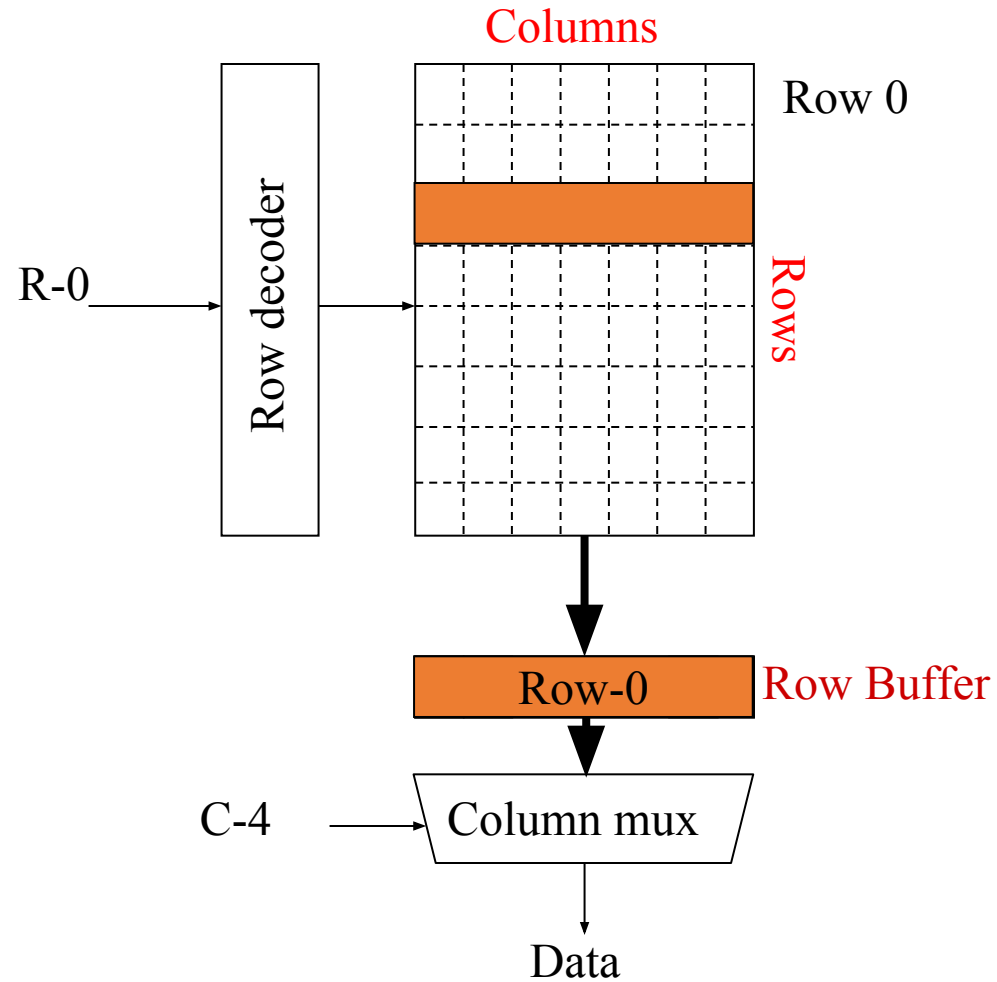 Columns
Row 0
Row decoder
R-0
Rows
Row-0
Row Buffer
C-4
Column mux
Data